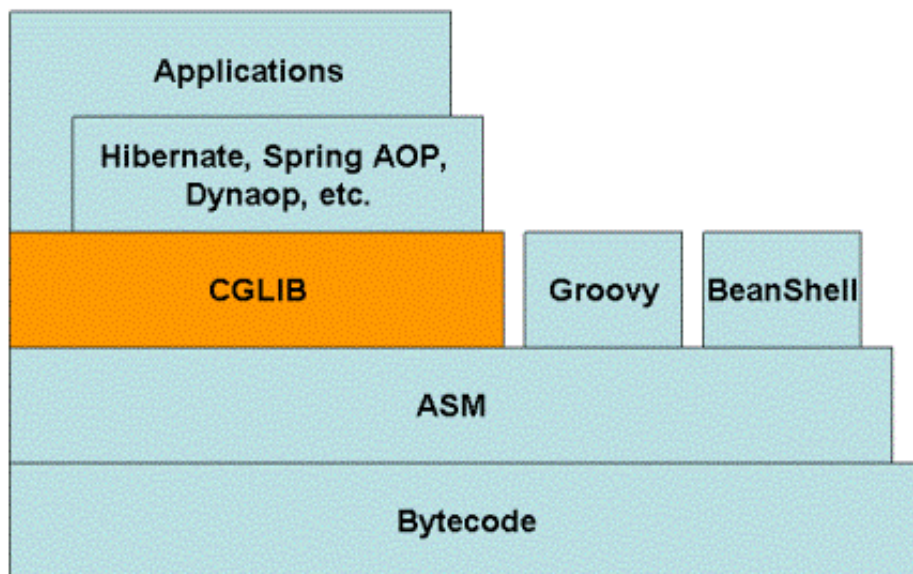 Applications
Hibernate, Spring AOP,
Dynaop, etc.
CGLIB
Groovy
BeanShell
ASM
Bytecode